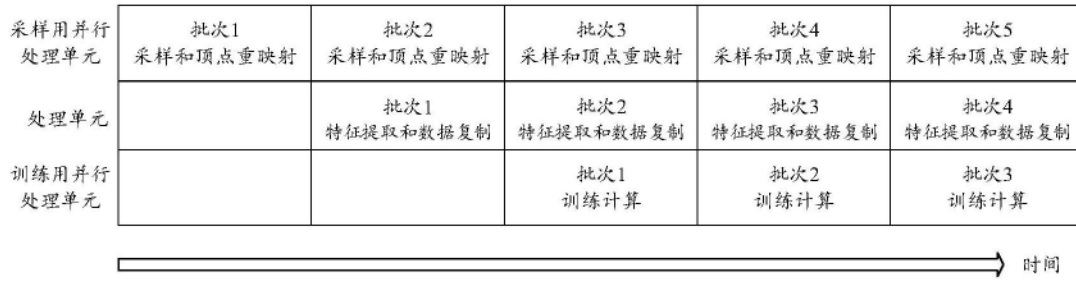 采样用并行
处理单元
批次1
采样和顶点重映射
批次2
采样和顶点重映射
批次3
采样和顶点重映射
批次4
采样和顶点重映射
批次5
采样和顶点重映射
处理单元
批次1
特征提取和数据复制
批次2
特征提取和数据复制
批次3
特征提取和数据复制
批次4
特征提取和数据复制
训练用并行
处理单元
批次1
训练计算
批次2
训练计算
批次3
训练计算
时间